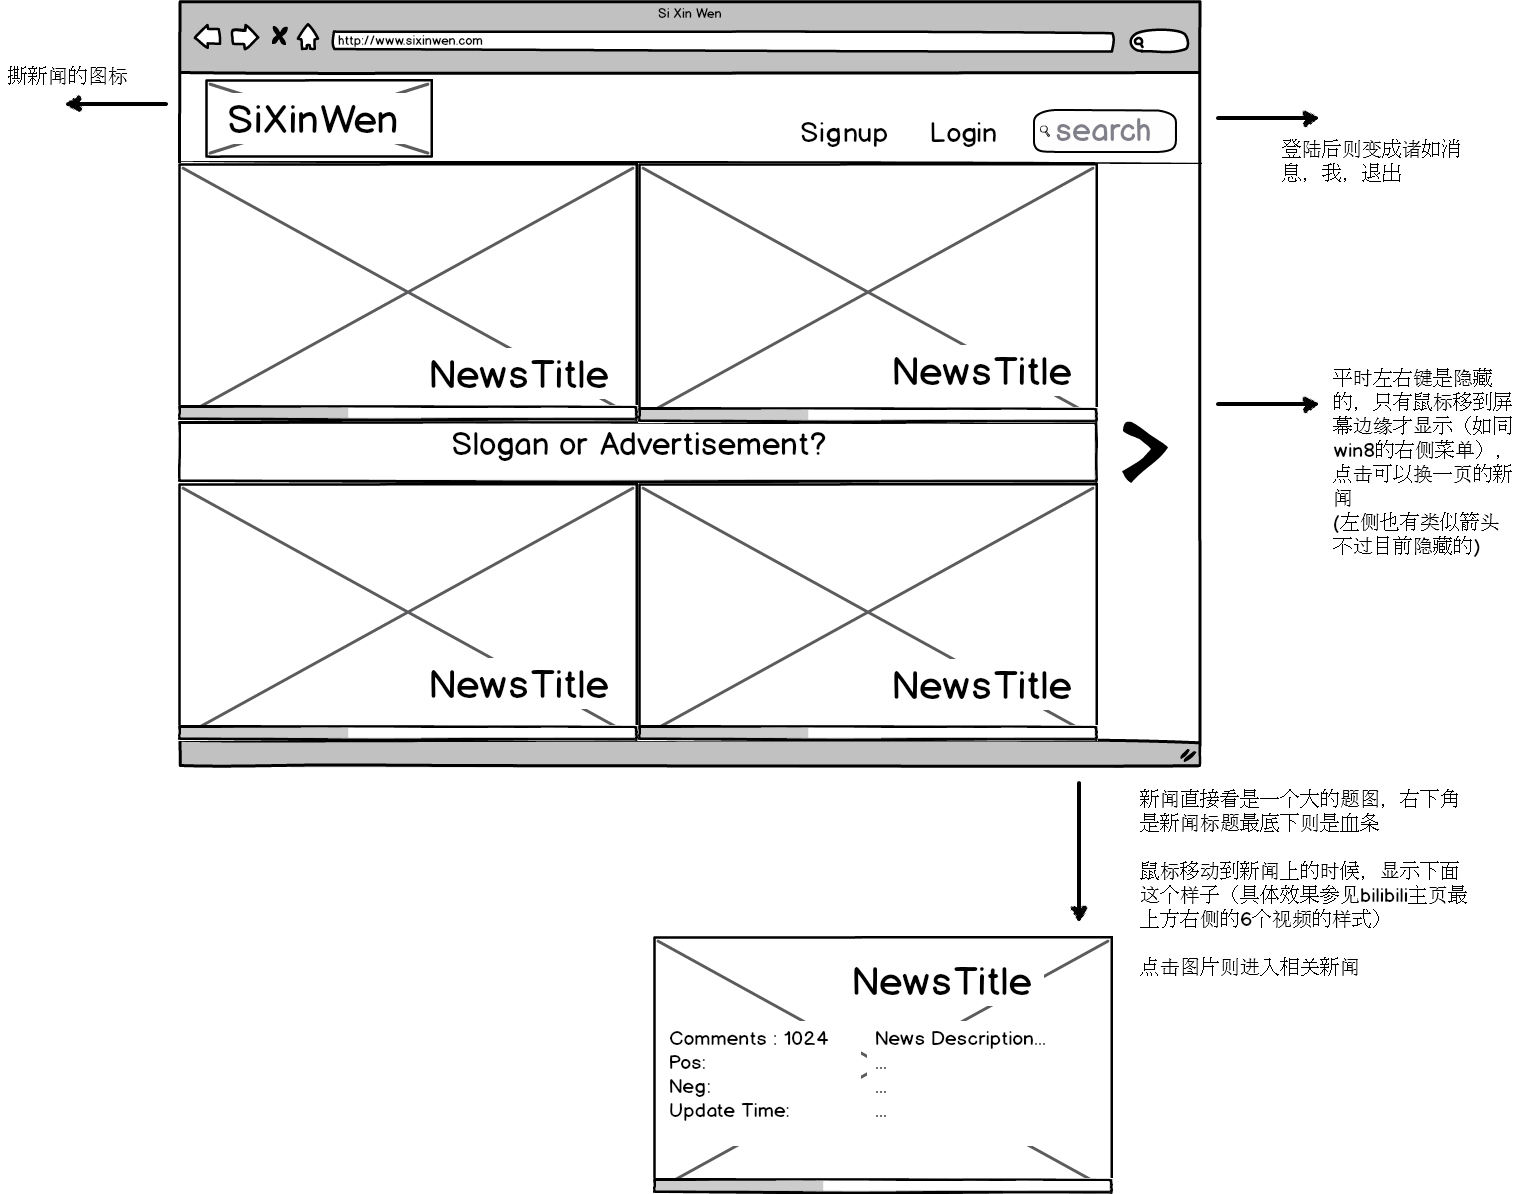 Si Xin Wen
http://www.sixinwen.com
撕新闻的图标
SiXinWen
Signup
Login
search
登陆后则变成诸如消
息，我，退出
NewsTitle
NewsTitle
平时左右键是隐藏
的，只有鼠标移到屏
幕边缘才显示（如同
win8的右侧菜单），
点击可以换一页的新
闻
(左侧也有类似箭头
不过目前隐藏的)
Slogan or Advertisement?
NewsTitle
NewsTitle
新闻直接看是一个大的题图，右下角
是新闻标题最底下则是血条
鼠标移动到新闻上的时候，显示下面
这个样子（具体效果参见bilibili主页最
上方右侧的6个视频的样式）
点击图片则进入相关新闻
NewsTitle
Comments : 1024
Pos:
Neg:
Update Time:
News Description...
...
...
...